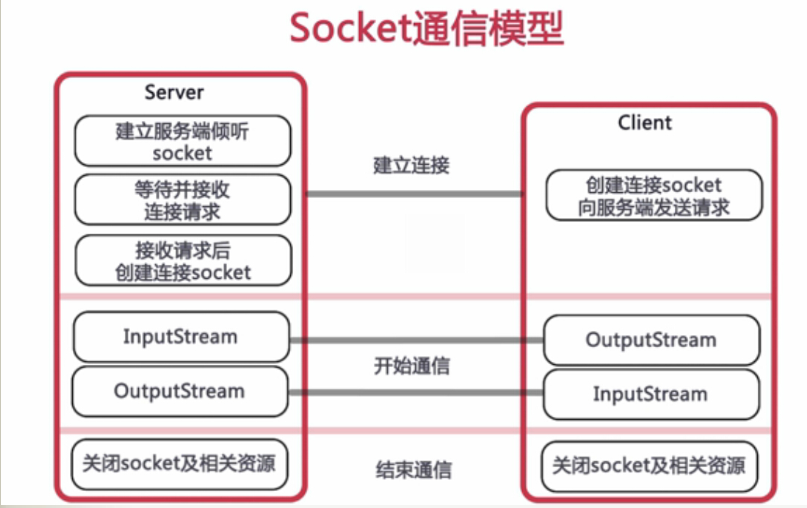 Socket通信模型
Server
建立服务端倾听
socket
等待并接收
连接请求
接收请求后
创建连接socket
建立连接
Client
创建连接socket
向服务端发送请求
InputStream
OutputStream
开始通信
OutputStream
InputStream
关闭socket及相关资源
结束通信
关闭socket及相关资源